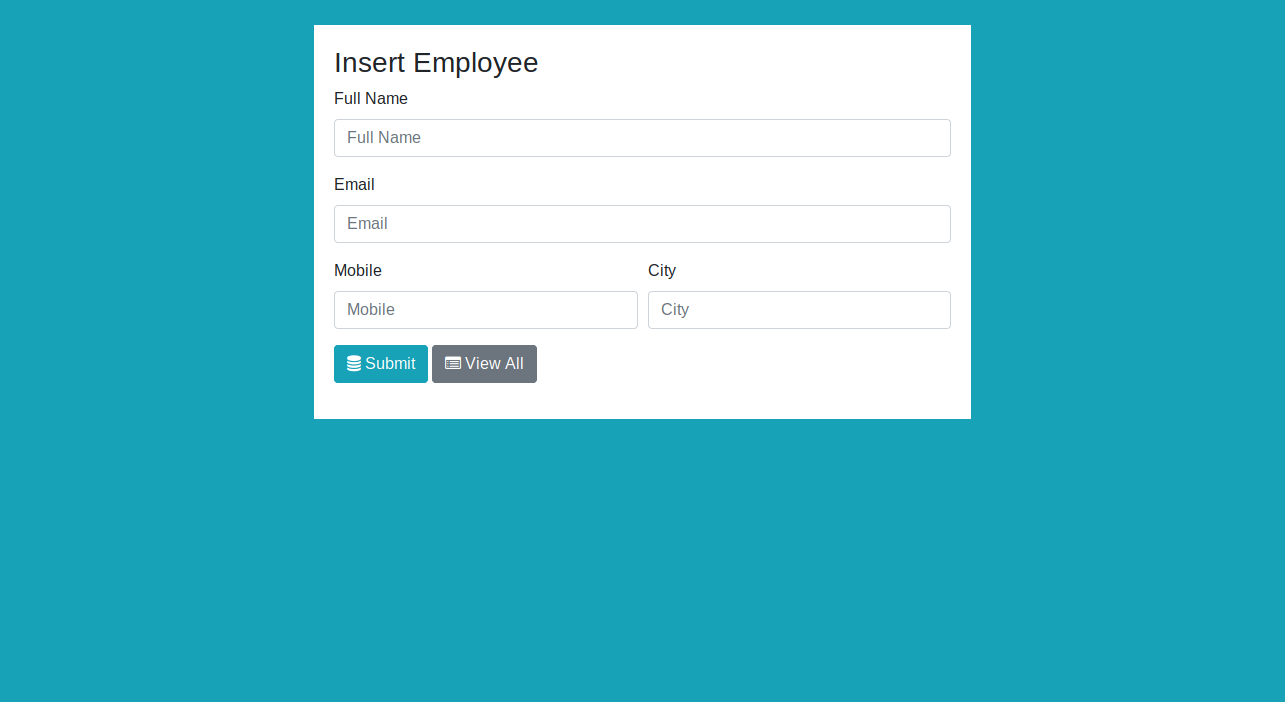 Insert Employee
Full Name
Full Name
Email
Email
Mobile City
Mobile City
Submit View All